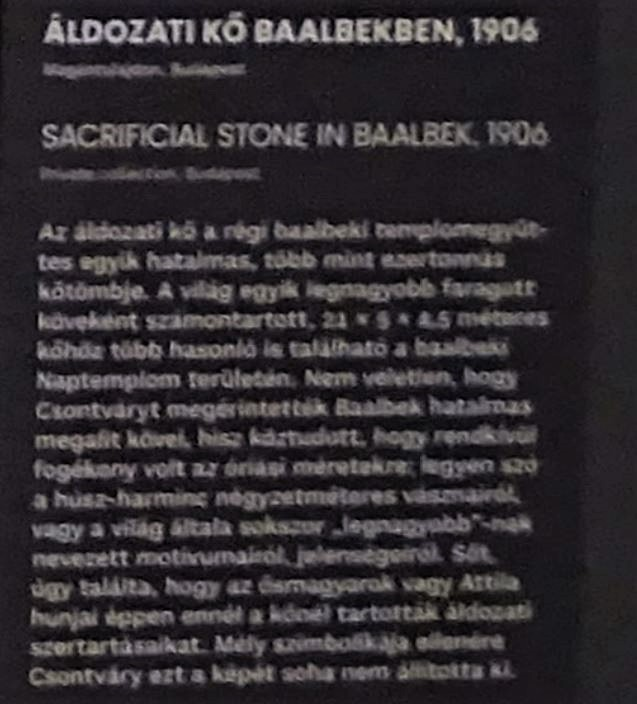 ÁLDOZATI KŐ BAALBEKBEN, 1906
Magántulajdon, Budapest
SACRIFICIAL STONE IN BAALBEK, 1906
Private collection, Budapest
Az áldozati kő a régi baalbeki templomegyüt-
tes egyik hatalmas, több mint ezertonnás
kőtömbje. A világ egyik legnagyobb faragott
köveként számontartott, 21 × 5 × 4,5 méteres
kőhöz több hasonló is található a baalbeki
Naptemplom területén. Nem véletlen, hogy
Csontváryt megérintették Baalbek hatalmas
megalit kövei, hisz köztudott, hogy rendkívül
fogékony volt az óriási méretekre; legyen szó
a húsz-harminc négyzetméteres vásznairól,
vagy a világ általa sokszor „legnagyobb”-nak
nevezett motívumairól, jelenségeiről. Sőt,
úgy találta, hogy az ősmagyarok vagy Attila
hunjai éppen ennél a kőnél tartották áldozati
szertartásaikat. Mély szimbolikája ellenére
Csontváry ezt a képét soha nem állította ki.